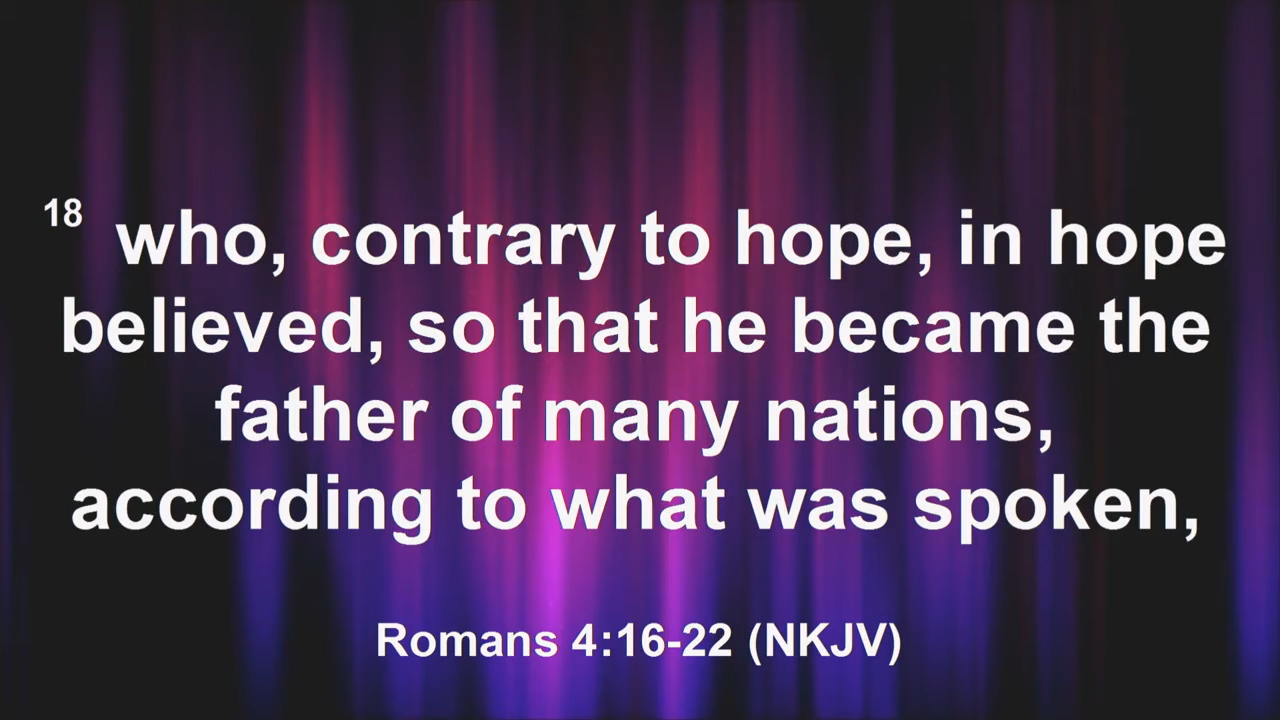 18 who, contrary to hope, in hope
believed, so that he became the
father of many nations,
according to what was spoken,
Romans 4:16-22 (NKJV)